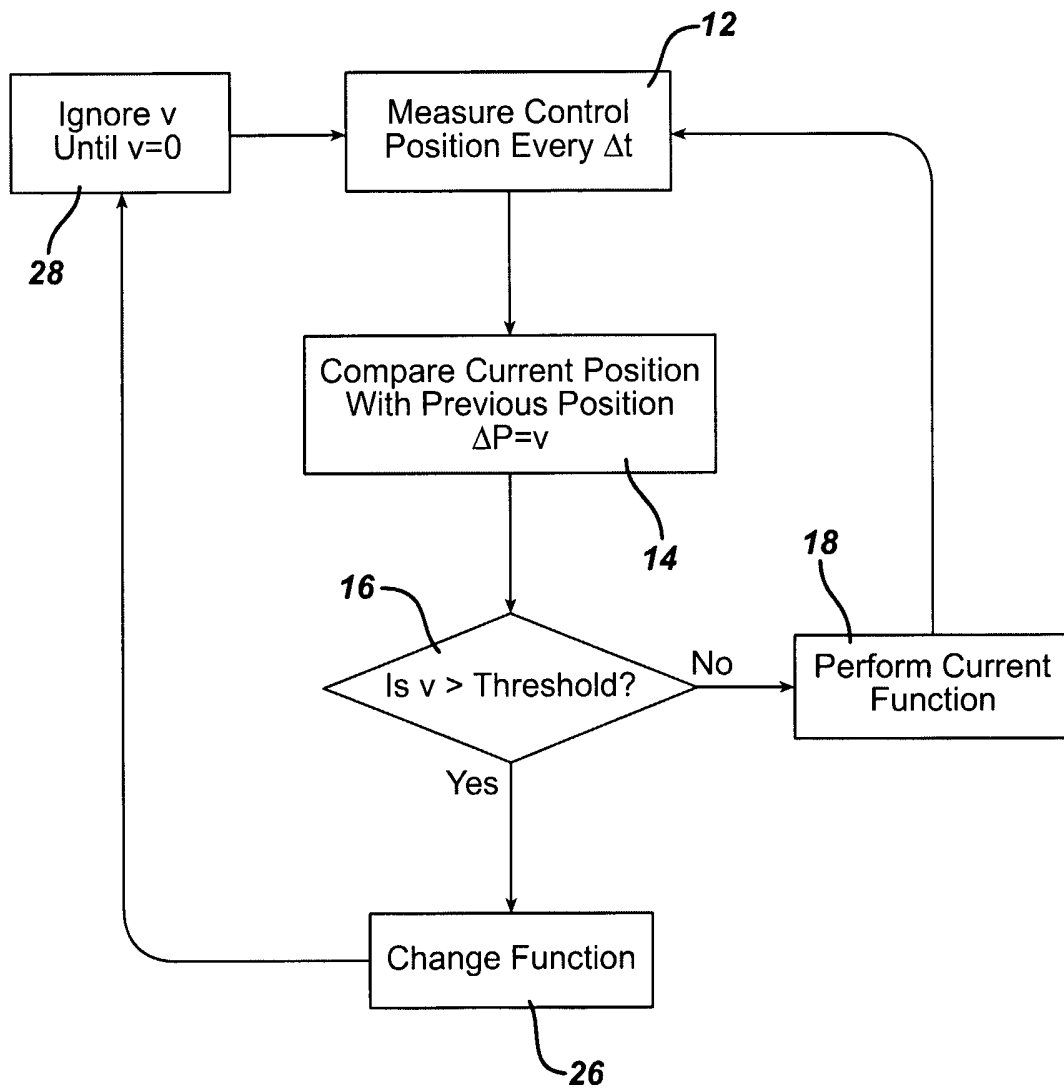 12
Ignore v
Until v=0
Measure Control
Position Every Δt
28
Compare Current Position
With Previous Position
ΔP=v
14
16
18
Is v > Threshold?
No
Perform Current
Function
Yes
Change Function
26